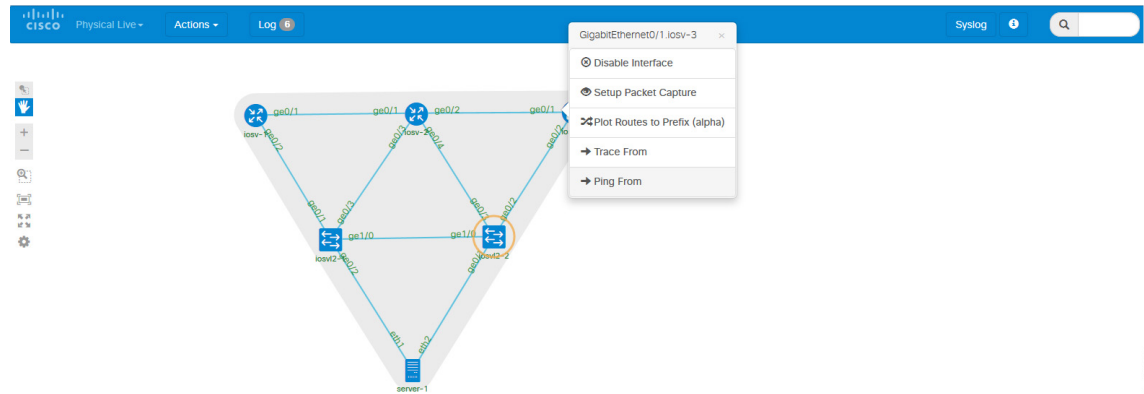 CISCO
Physical Live
Actions
Log 6
GigabitEthernet0/1.iosv-3 ×
Syslog
Disable Interface
Setup Packet Capture
Plot Routes to Prefix (alpha)
Trace From
Ping From
ge0/1
ge0/1
ge0/2
ge0/1
iosv-1
iosv-2
ge0/2
ge0/3
ge0/4
ge0/2
ge0/1
ge0/3
ge0/3
ge0/2
ge1/0
ge1/0
iosvl2-
iosvl2-2
ge0/2
eth1
eth2
server-1